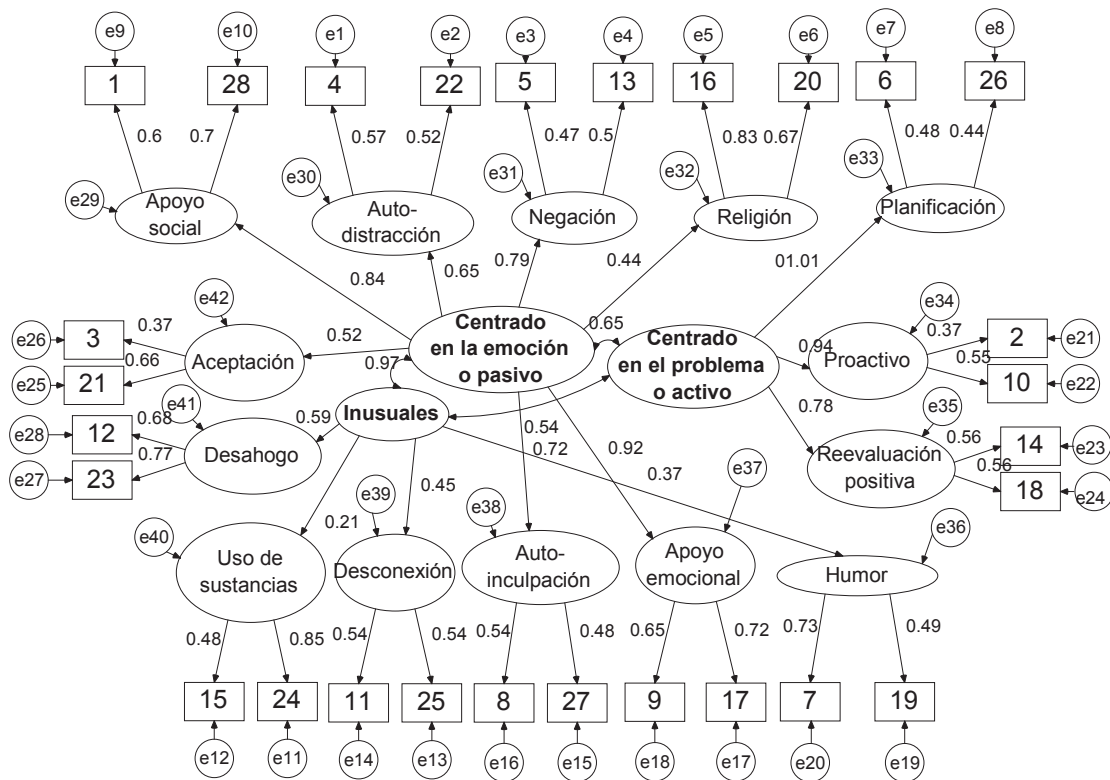 e9
e10
e1
e2
e3
e4
e5
e6
e7
e8
1
28
4
22
5
13
16
20
6
26
0.6
0.7
0.57
0.52
0.47
0.5
0.83
0.67
0.48
0.44
e29
e30
e31
e32
e33
Apoyo
social
Auto-
distracción
Negación
Religión
Planificación
0.84
0.65
0.79
0.44
01.01
e42
e34
e26
3
0.37
0.52
Centrado
en la emoción
o pasivo
0.65
Centrado
en el problema
o activo
0.94
Proactivo
0.37
2
e21
Aceptación
0.97
e25
21
0.66
0.55
10
e22
e41
Inusuales
0.78
e35
e28
12
0.68
0.59
0.54
0.72
0.92
0.56
14
e23
Desahogo
Reevaluación
positiva
e27
23
0.77
0.37
0.56
18
e24
0.45
e37
e39
e38
e40
0.21
e36
Uso de
sustancias
Desconexión
Auto-
inculpación
Apoyo
emocional
Humor
0.48
0.85
0.54
0.54
0.54
0.48
0.65
0.72
0.73
0.49
15
24
11
25
8
27
9
17
7
19
e12
e11
e14
e13
e16
e15
e18
e17
e20
e19